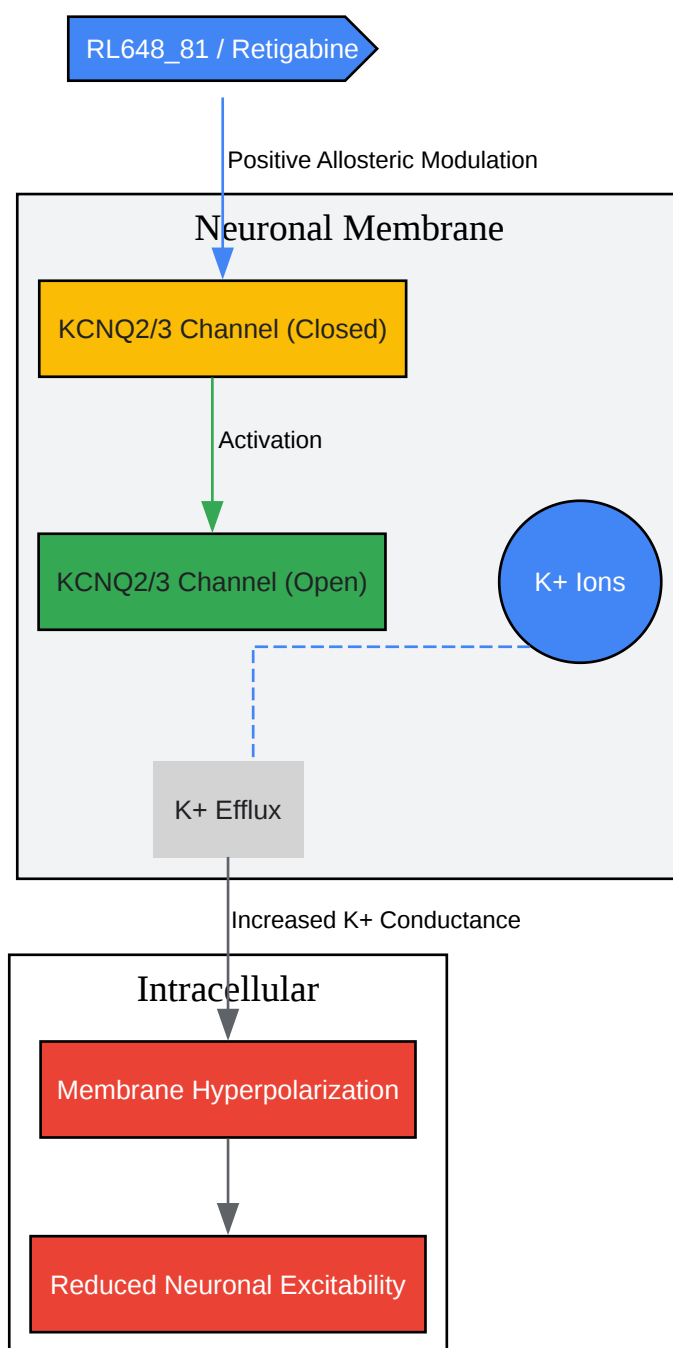 RL648_81 / Retigabine
Positive Allosteric Modulation
Neuronal Membrane
KCNQ2/3 Channel (Closed)
Activation
KCNQ2/3 Channel (Open)
K+ Ions
K+ Efflux
Increased K+ Conductance
Intracellular
Membrane Hyperpolarization
Reduced Neuronal Excitability